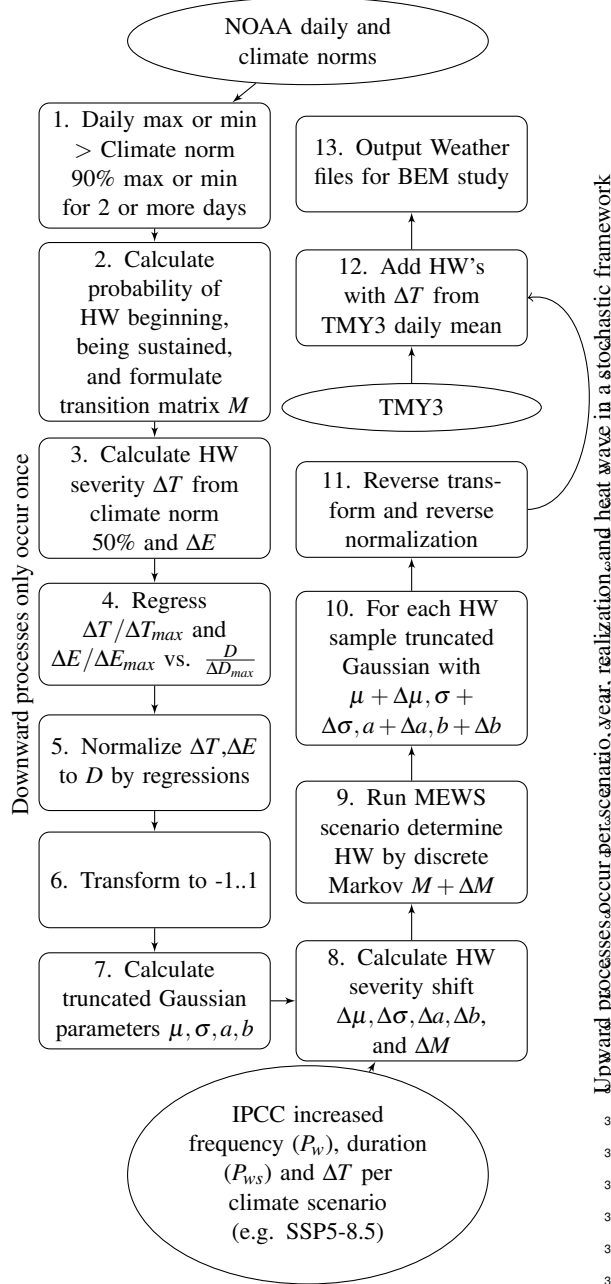 NOAA daily and
climate norms
1. Daily max or min
> Climate norm
90% max or min
for 2 or more days
2. Calculate
probability of
HW beginning,
being sustained,
and formulate
transition matrix M
3. Calculate HW
severity ΔT from
climate norm
50% and ΔE
4. Regress
ΔT/ΔT_max and
ΔE/ΔE_max vs. D/ΔD_max
5. Normalize ΔT,ΔE
to D by regressions
6. Transform to -1..1
7. Calculate
truncated Gaussian
parameters μ,σ,a,b
8. Calculate HW
severity shift
Δμ,Δσ,Δa,Δb,
and ΔM
IPCC increased
frequency (P_w), duration
(P_ws) and ΔT per
climate scenario
(e.g. SSP5-8.5)
9. Run MEWS
scenario determine
HW by discrete
Markov M + ΔM
10. For each HW
sample truncated
Gaussian with
μ + Δμ,σ +
Δσ,a+Δa,b+Δb
11. Reverse trans-
form and reverse
normalization
TMY3
12. Add HW's
with ΔT from
TMY3 daily mean
13. Output Weather
files for BEM study
Downward processes only occur once
Upward processes occur per scenario, year, realization, and heat wave in a stochastic framework
3
3
3
3
3
3